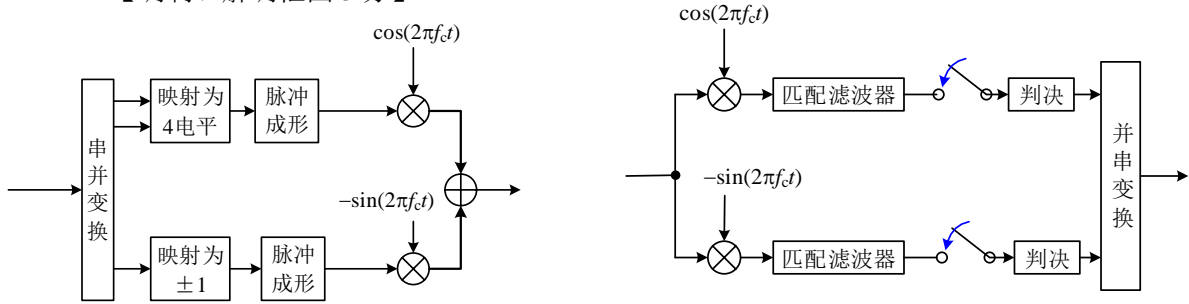 cos(2πfct)
串并变换
映射为
4电平
脉冲
成形
−sin(2πfct)
映射为
±1
脉冲
成形
cos(2πfct)
匹配滤波器
判决
−sin(2πfct)
匹配滤波器
判决
并串变换